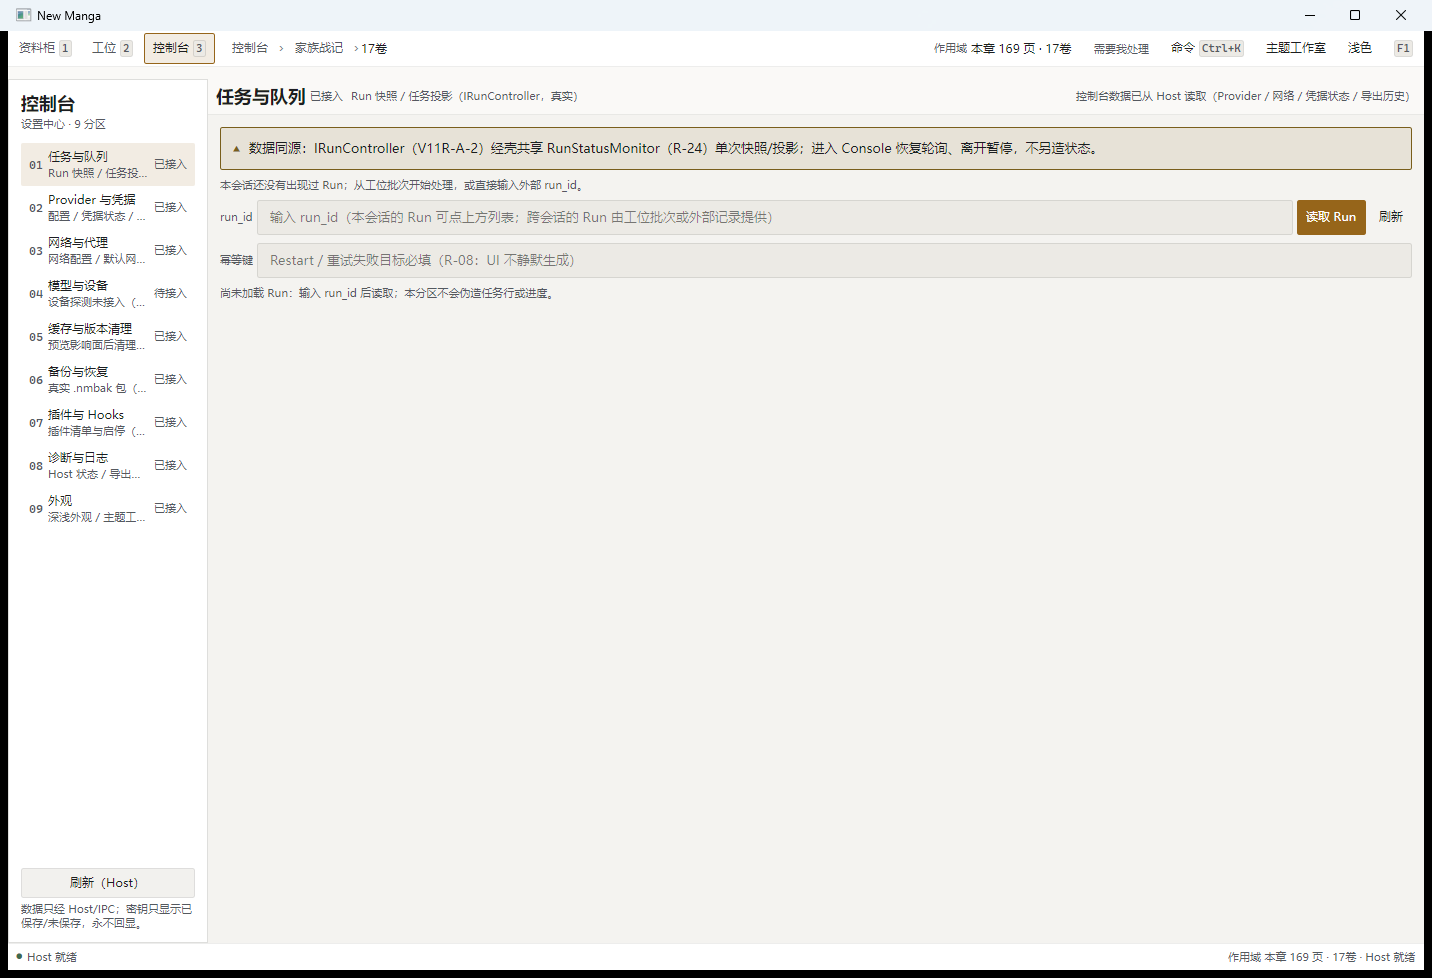 New Manga
资料柜 1 工位 2 控制台 3 控制台 › 家族战记 › 17卷 作用域 本章 169 页 · 17卷 需要我处理 命令 Ctrl+K 主题工作室 浅色 F1
控制台
设置中心 · 9 分区
01 任务与队列 已接入
Run 快照 / 任务投...
02 Provider 与凭据 已接入
配置 / 凭据状态 / ...
03 网络与代理 已接入
网络配置 / 默认网...
04 模型与设备 待接入
设备探测未接入（...
05 缓存与版本清理 已接入
预览影响面后清理...
06 备份与恢复 已接入
真实 .nmbak 包（...
07 插件与 Hooks 已接入
插件清单与启停（...
08 诊断与日志 已接入
Host 状态 / 导出...
09 外观 已接入
深浅外观 / 主题工...
刷新（Host）
数据只经 Host/IPC；密钥只显示已
保存/未保存，永不回显。
任务与队列 已接入 Run 快照 / 任务投影（IRunController，真实） 控制台数据已从 Host 读取（Provider / 网络 / 凭据状态 / 导出历史）
▲ 数据同源：IRunController（V11R-A-2）经壳共享 RunStatusMonitor（R-24）单次快照/投影；进入 Console 恢复轮询、离开暂停，不另造状态。
本会话还没有出现过 Run；从工位批次开始处理，或直接输入外部 run_id。
run_id 输入 run_id（本会话的 Run 可点上方列表；跨会话的 Run 由工位批次或外部记录提供） 读取 Run 刷新
幂等键 Restart / 重试失败目标必填（R-08：UI 不静默生成）
尚未加载 Run：输入 run_id 后读取；本分区不会伪造任务行或进度。
Host 就绪 作用域 本章 169 页 · 17卷 · Host 就绪